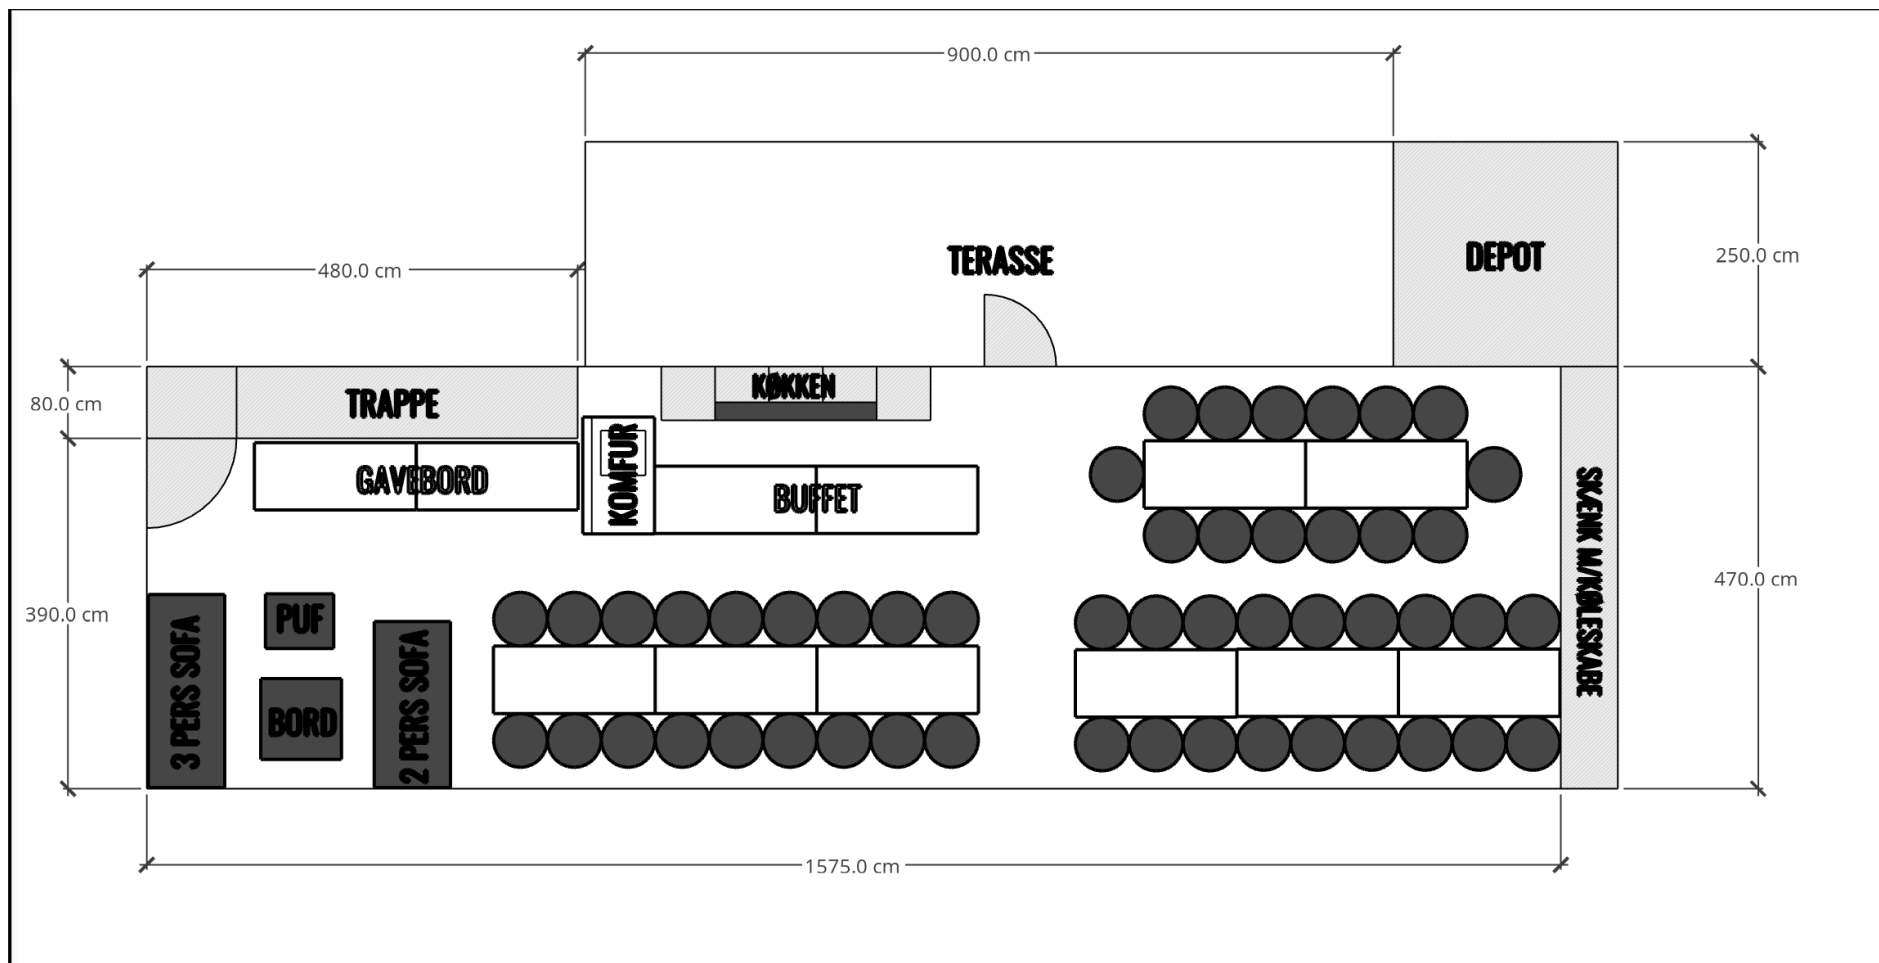 900.0 cm
TERASSE
DEPOT
250.0 cm
480.0 cm
80.0 cm
TRAPPE
KØKKEN
GAVEBORD
KOMFUR
BUFFET
SKÆNK M/KØLESKABE
470.0 cm
390.0 cm
3 PERS SOFA
PUF
BORD
2 PERS SOFA
1575.0 cm